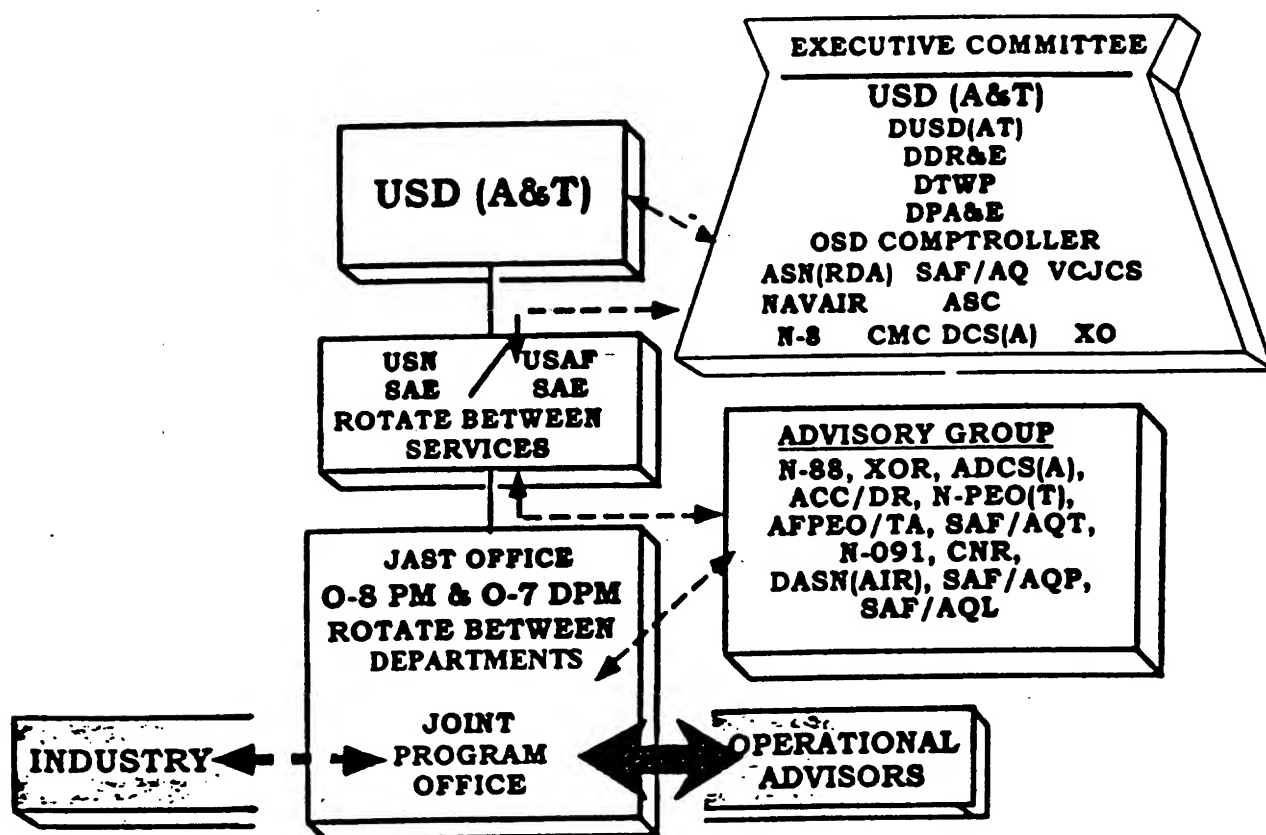 EXECUTIVE COMMITTEE
USD (A&T)
DUSD(AT)
DDR&E
DTWP
DPA&E
OSD COMPTROLLER
ASN(RDA) SAF/AQ VCJCS
NAVAIR ASC
N-8 CMC DCS(A) XO
USD (A&T)
USN USAF
SAE SAE
ROTATE BETWEEN
SERVICES
ADVISORY GROUP
N-88, XOR, ADCS(A),
ACC/DR, N-PEO(T),
AFPEO/TA, SAF/AQT,
N-091, CNR,
DASN(AIR), SAF/AQP,
SAF/AQL
JAST OFFICE
O-8 PM & O-7 DPM
ROTATE BETWEEN
DEPARTMENTS
JOINT
PROGRAM
OFFICE
INDUSTRY
OPERATIONAL
ADVISORS